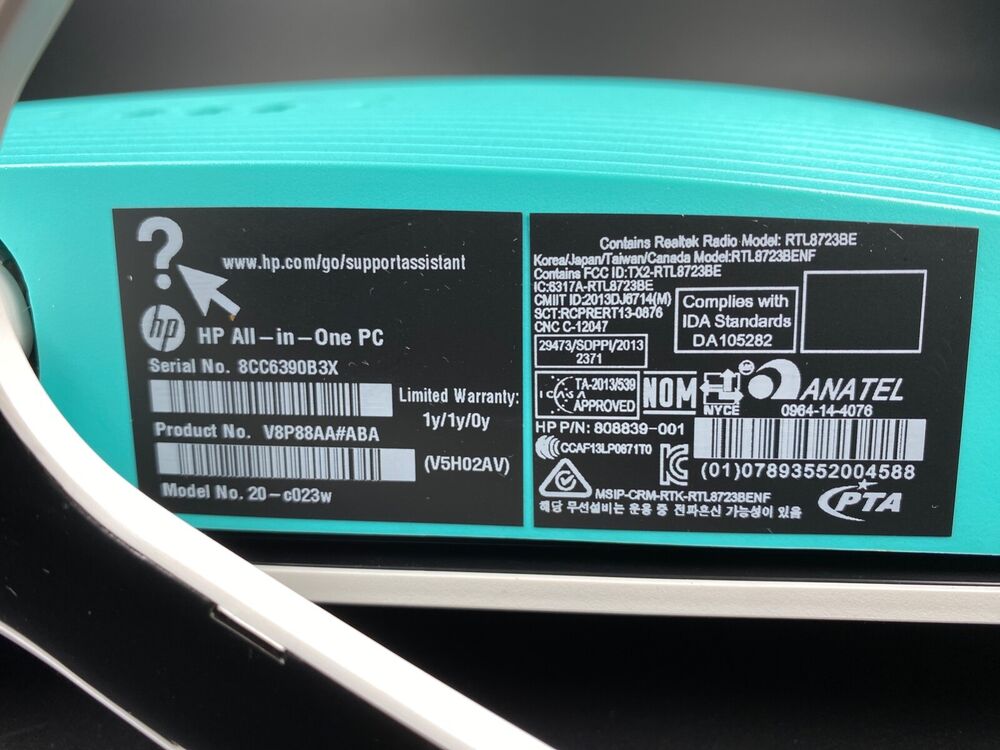 ?
www.hp.com/go/supportassistant
hp
HP All-in-One PC
Serial No. 8CC6390B3X
Limited Warranty:
1y/1y/0y
Product No. V8P88AA#ABA
(V5H02AV)
Model No. 20-c023w
Contains Realtek Radio Model: RTL8723BE
Korea/Japan/Taiwan/Canada Model:RTL8723BENF
Contains FCC ID:TX2-RTL8723BE
IC:6317A-RTL8723BE
CMIIT ID:2013DJ6714(M)
SCT:RCPRERT13-0876
CNC C-12047
Complies with
IDA Standards
DA105282
29473/SDPPI/2013
2371
ICASA
TA-2013/539
APPROVED
NOM
NYCE
ANATEL
0964-14-4076
HP P/N: 808839-001
CCAF13LP0671T0
(01)07893552004588
MSIP-CRM-RTK-RTL8723BENF
해당 무선설비는 운용 중 전파혼신 가능성이 있음
PTA